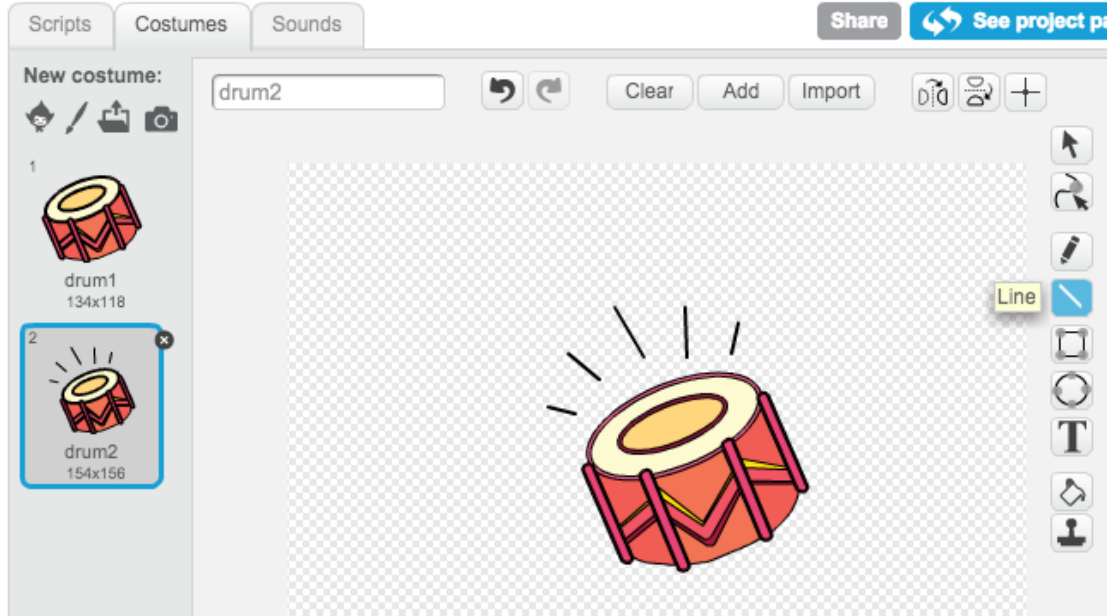 Scripts Costumes Sounds
Share See project pa
New costume:
drum2 Clear Add Import
1
drum1
134x118
Line
2
drum2
154x156
T